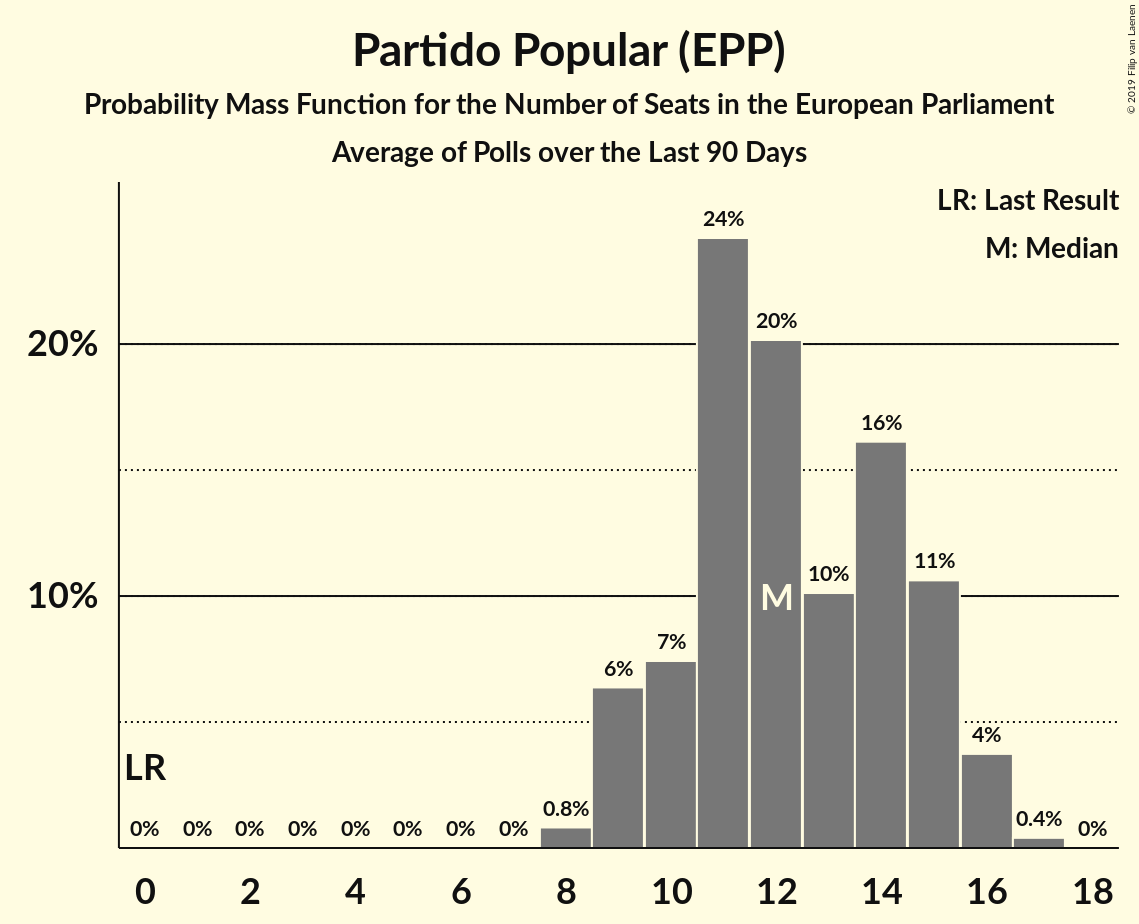 Partido Popular (EPP)
Probability Mass Function for the Number of Seats in the European Parliament
Average of Polls over the Last 90 Days
© 2019 Filip van Laenen
LR: Last Result
M: Median
24%
20%
20%
16%
11%
10%
10%
M
7%
6%
4%
LR
0.8%
0.4%
0% 0% 0% 0% 0% 0% 0% 0% 0%
0 2 4 6 8 10 12 14 16 18